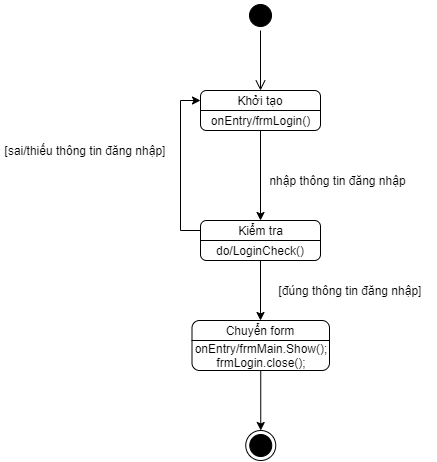 Khởi tạo
onEntry/frmLogin()
[sai/thiếu thông tin đăng nhập]
nhập thông tin đăng nhập
Kiểm tra
do/LoginCheck()
[đúng thông tin đăng nhập]
Chuyển form
onEntry/frmMain.Show();
frmLogin.close();